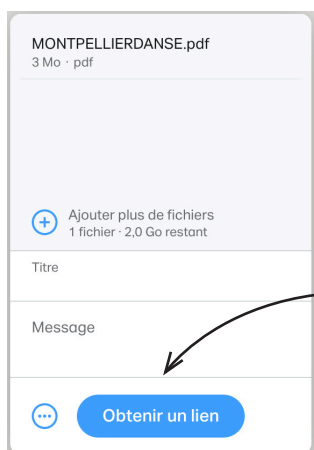 MONTPELLIERDANSE.pdf
3 Mo · pdf
Ajouter plus de fichiers
1 fichier · 2,0 Go restant
Titre
Message
Obtenir un lien